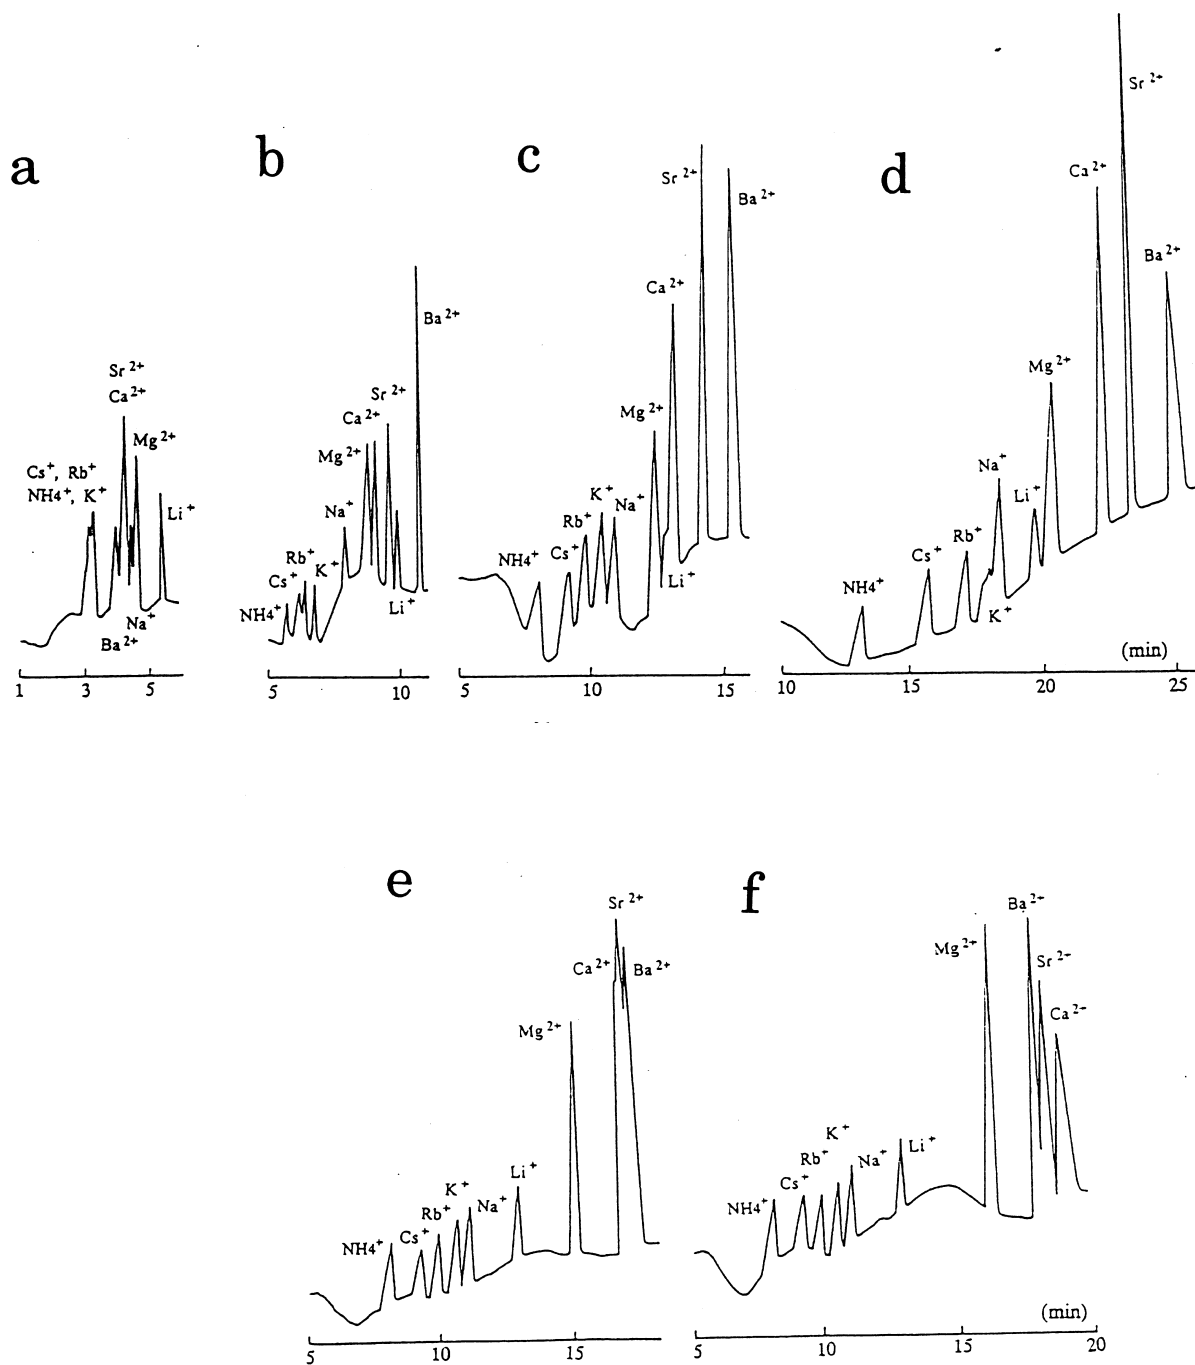 a
Sr 2+
Ca 2+
Mg 2+
Cs+, Rb+
NH4+, K+
Li+
Na+
Ba 2+
1 3 5
b
Ba 2+
Sr 2+
Ca 2+
Mg 2+
Na+
Rb+
Cs+ K+
NH4+
Li+
5 10
c
Sr 2+
Ba 2+
Ca 2+
Mg 2+
K+
Na+
Rb+
Cs+
NH4+
Li+
5 10 15
d
Sr 2+
Ca 2+
Ba 2+
Mg 2+
Na+
Li+
Rb+
Cs+
NH4+
K+
(min)
10 15 20 25
e
Sr 2+
Ca 2+ Ba 2+
Mg 2+
Li+
K+
Na+
Rb+
Cs+
NH4+
5 10 15
f
Ba 2+
Mg 2+
Sr 2+
Ca 2+
K+
Li+
Rb+ Na+
Cs+
NH4+
(min)
5 10 15 20